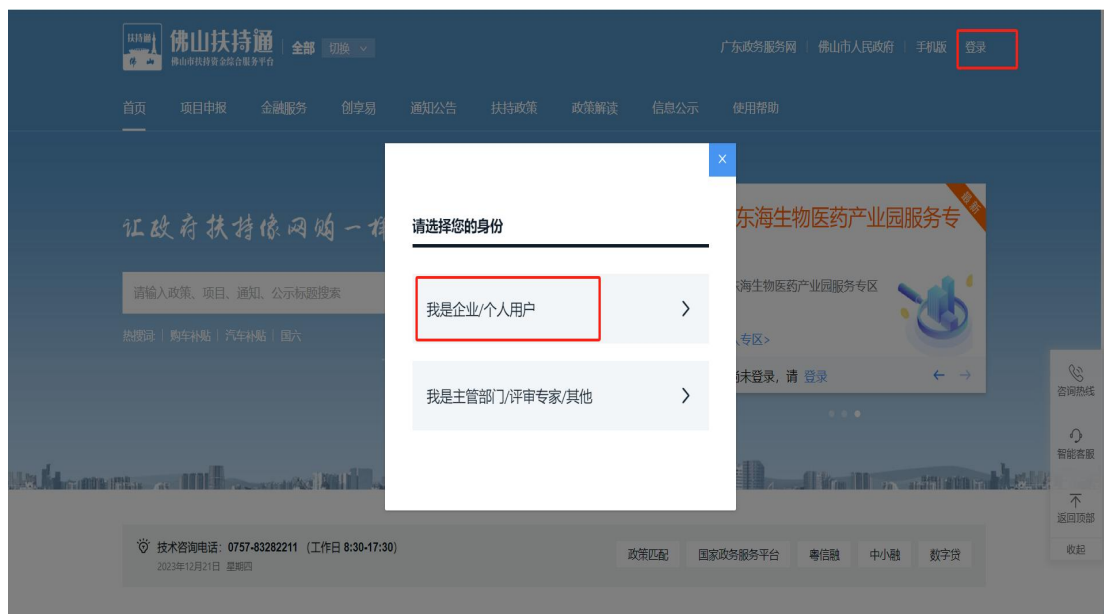 扶持通
佛山
佛山扶持通 全部 切换
佛山市扶持资金综合服务平台
广东政务服务网 佛山市人民政府 手机版 登录
首页 项目申报 金融服务 创享易 通知公告 扶持政策 政策解读 信息公示 使用帮助
X
请选择您的身份
我是企业/个人用户
我是主管部门/评审专家/其他
让政府扶持像网购一样
请输入政策、项目、通知、公示标题搜索
热搜词 购车补贴 汽车补贴 国六
最新
东海生物医药产业园服务专
海生物医药产业园服务专区
专区>
未登录，请 登录
咨询热线
智能客服
返回顶部
收起
技术咨询电话：0757-83282211 （工作日 8:30-17:30）
2023年12月21日 星期四
政策匹配 国家政务服务平台 粤信融 中小融 数字贷